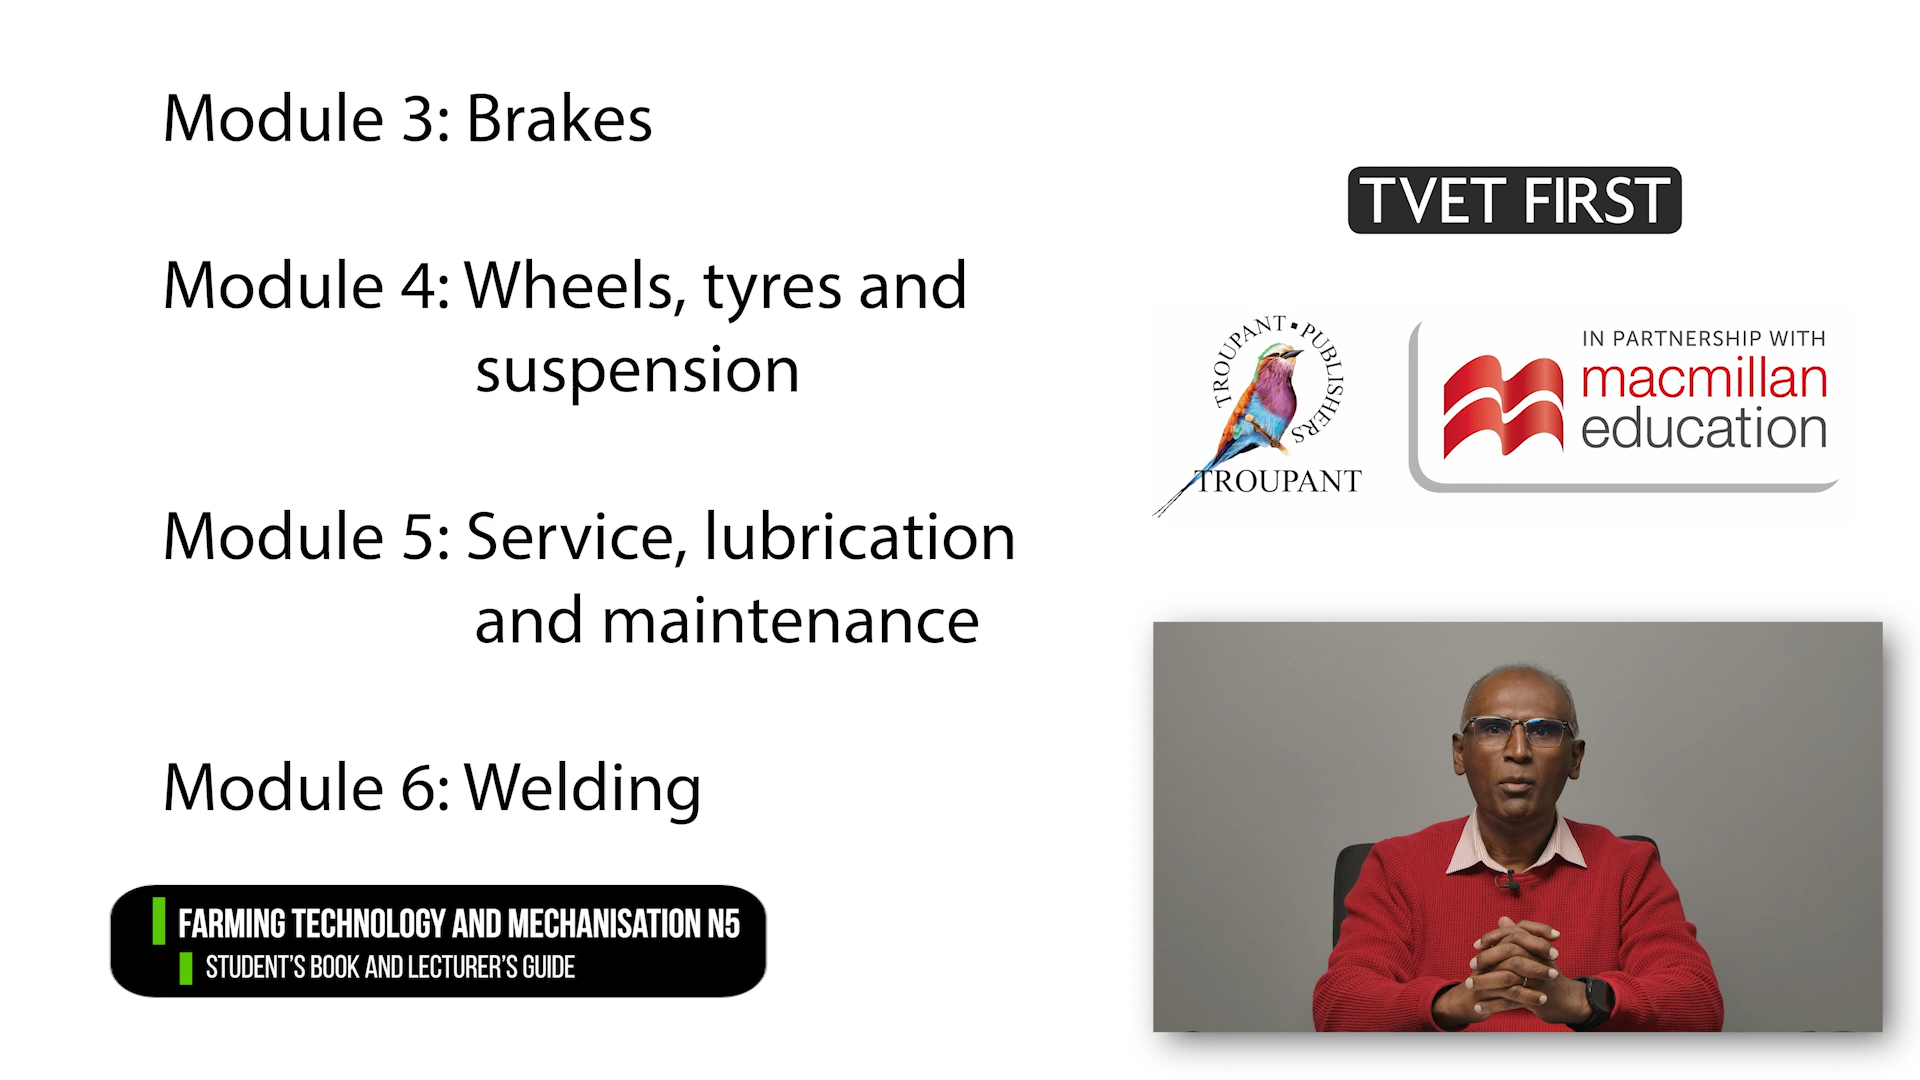 Module 3: Brakes
Module 4: Wheels, tyres and
suspension
Module 5: Service, lubrication
and maintenance
Module 6: Welding
FARMING TECHNOLOGY AND MECHANISATION N5
STUDENT'S BOOK AND LECTURER'S GUIDE
TVET FIRST
TROUPANT ▪ PUBLISHERS
TROUPANT
IN PARTNERSHIP WITH
macmillan
education